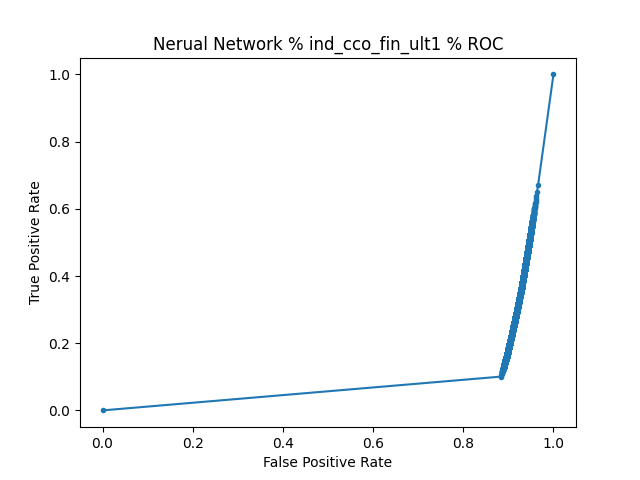 Nerual Network % ind_cco_fin_ult1 % ROC
1.0
0.8
0.6
0.4
0.2
0.0
True Positive Rate
0.0 0.2 0.4 0.6 0.8 1.0
False Positive Rate